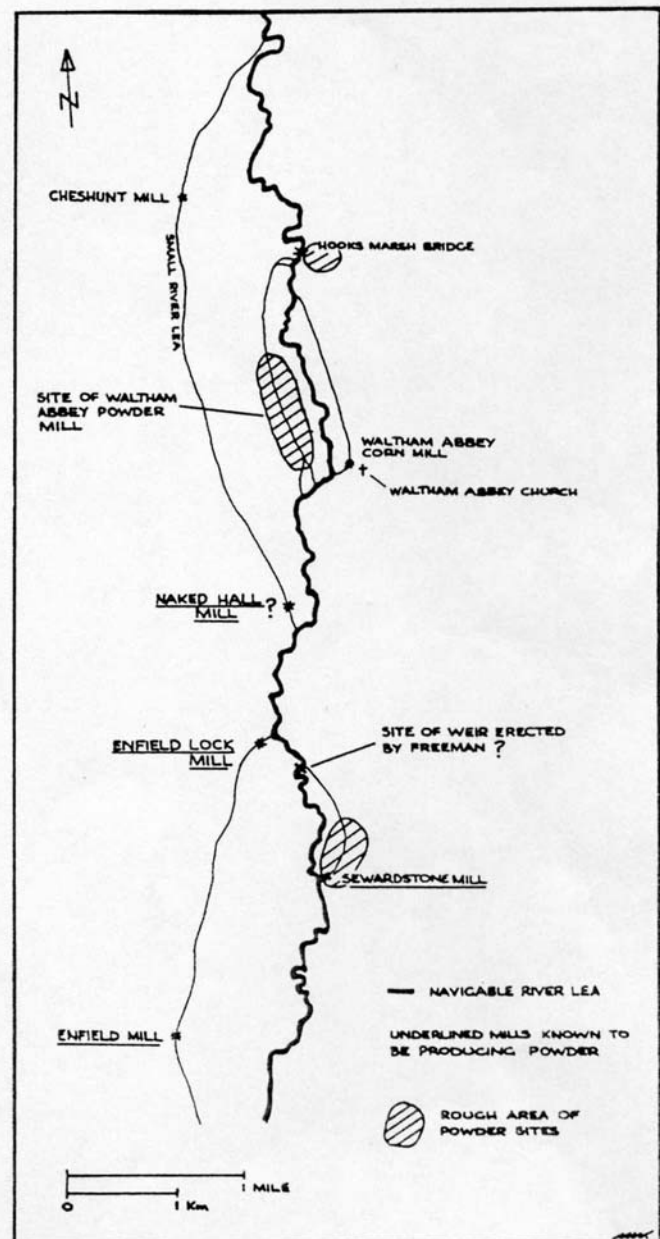 N
CHESHUNT MILL
HOOKS MARSH BRIDGE
SMALL RIVER LEA
SITE OF WALTHAM
ABBEY POWDER
MILL
WALTHAM ABBEY
CORN MILL
WALTHAM ABBEY CHURCH
NAKED HALL
MILL ?
ENFIELD LOCK
MILL
SITE OF WEIR ERECTED
BY FREEMAN ?
SEWARDSTONE MILL
NAVIGABLE RIVER LEA
ENFIELD MILL
UNDERLINED MILLS KNOWN TO
BE PRODUCING POWDER
ROUGH AREA OF
POWDER SITES
1 MILE
0 1 Km